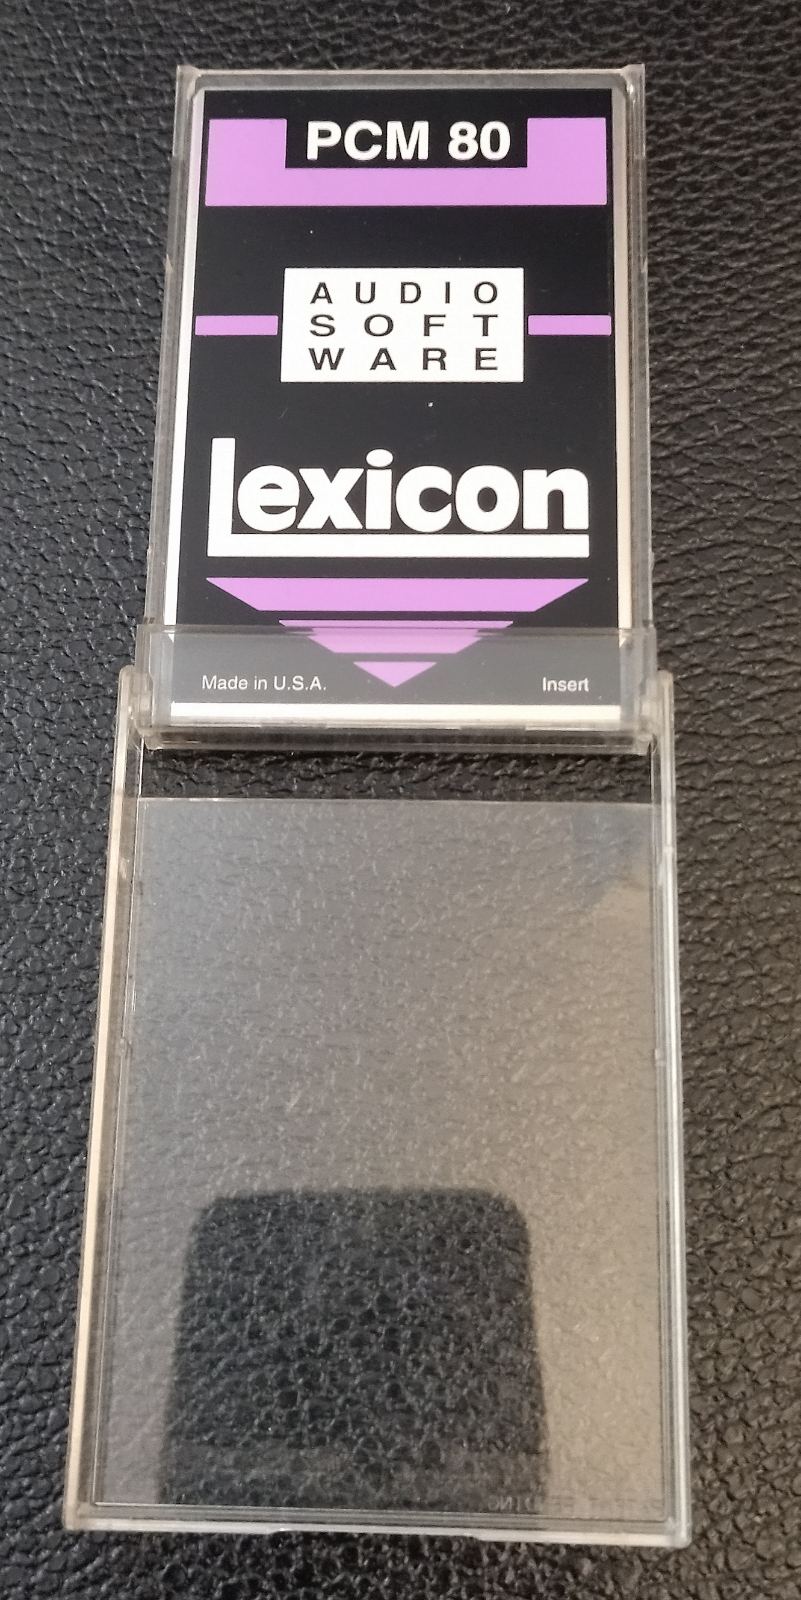 PCM 80
AUDIO
SOFT
WARE
Lexicon
Made in U.S.A.
Insert